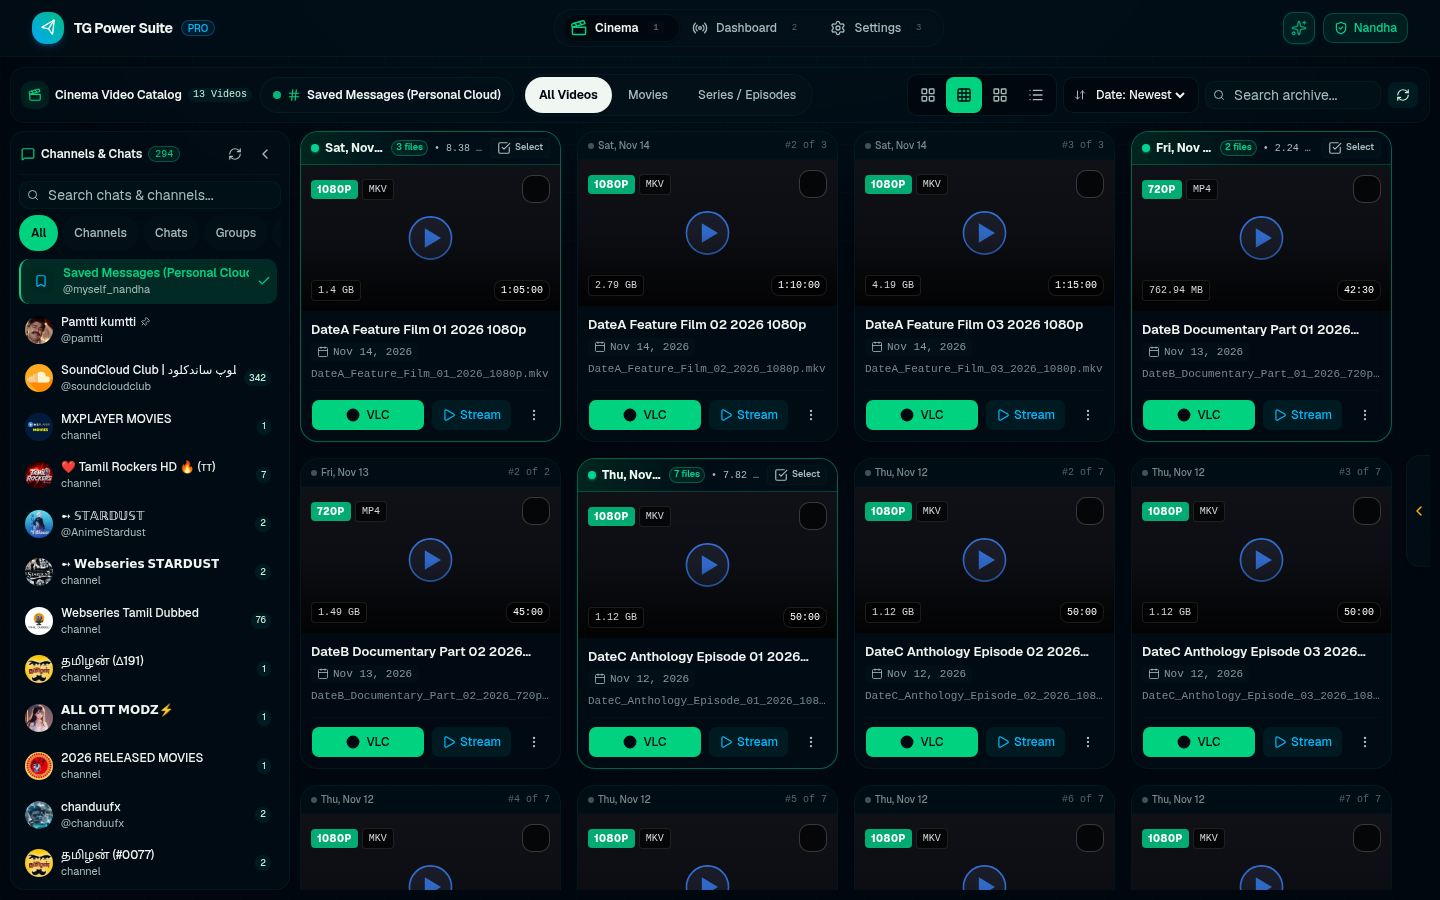 TG Power Suite PRO
Cinema 1
Dashboard 2
Settings 3
Nandha
Cinema Video Catalog 13 Videos
# Saved Messages (Personal Cloud)
All Videos
Movies
Series / Episodes
Date: Newest
Search archive...
Channels & Chats 294
Search chats & channels...
All
Channels
Chats
Groups
Saved Messages (Personal Cloud
@myself_nandha
Pamtti kumtti
@pamtti
SoundCloud Club | لوپ ساندکلود 342
@soundcloudclub
MXPLAYER MOVIES 1
channel
❤️ Tamil Rockers HD 🔥 (тт) 7
channel
➻ 𝕊𝕋𝔸ℝ𝔻𝕌𝕊𝕋 2
@AnimeStardust
➻ 𝗪𝗲𝗯𝘀𝗲𝗿𝗶𝗲𝘀 𝗦𝗧𝗔𝗥𝗗𝗨𝗦𝗧 2
channel
Webseries Tamil Dubbed 76
channel
தமிழன் (Δ191) 1
channel
𝗔𝗟𝗟 𝗢𝗧𝗧 𝗠𝗢𝗗𝗭⚡ 1
channel
2026 RELEASED MOVIES 1
channel
chanduufx 2
@chanduufx
தமிழன் (#0077) 2
channel
Sat, Nov... 3 files • 8.38 … Select
1080P MKV
1.4 GB 1:05:00
DateA Feature Film 01 2026 1080p
Nov 14, 2026
DateA_Feature_Film_01_2026_1080p.mkv
VLC Stream
Sat, Nov 14 #2 of 3
1080P MKV
2.79 GB 1:10:00
DateA Feature Film 02 2026 1080p
Nov 14, 2026
DateA_Feature_Film_02_2026_1080p.mkv
VLC Stream
Sat, Nov 14 #3 of 3
1080P MKV
4.19 GB 1:15:00
DateA Feature Film 03 2026 1080p
Nov 14, 2026
DateA_Feature_Film_03_2026_1080p.mkv
VLC Stream
Fri, Nov ... 2 files • 2.24 … Select
720P MP4
762.94 MB 42:30
DateB Documentary Part 01 2026...
Nov 13, 2026
DateB_Documentary_Part_01_2026_720p…
VLC Stream
Fri, Nov 13 #2 of 2
720P MP4
1.49 GB 45:00
DateB Documentary Part 02 2026...
Nov 13, 2026
DateB_Documentary_Part_02_2026_720p…
VLC Stream
Thu, Nov... 7 files • 7.82 … Select
1080P MKV
1.12 GB 50:00
DateC Anthology Episode 01 2026...
Nov 12, 2026
DateC_Anthology_Episode_01_2026_108…
VLC Stream
Thu, Nov 12 #2 of 7
1080P MKV
1.12 GB 50:00
DateC Anthology Episode 02 2026...
Nov 12, 2026
DateC_Anthology_Episode_02_2026_108…
VLC Stream
Thu, Nov 12 #3 of 7
1080P MKV
1.12 GB 50:00
DateC Anthology Episode 03 2026...
Nov 12, 2026
DateC_Anthology_Episode_03_2026_108…
VLC Stream
Thu, Nov 12 #4 of 7
1080P MKV
Thu, Nov 12 #5 of 7
1080P MKV
Thu, Nov 12 #6 of 7
1080P MKV
Thu, Nov 12 #7 of 7
1080P MKV